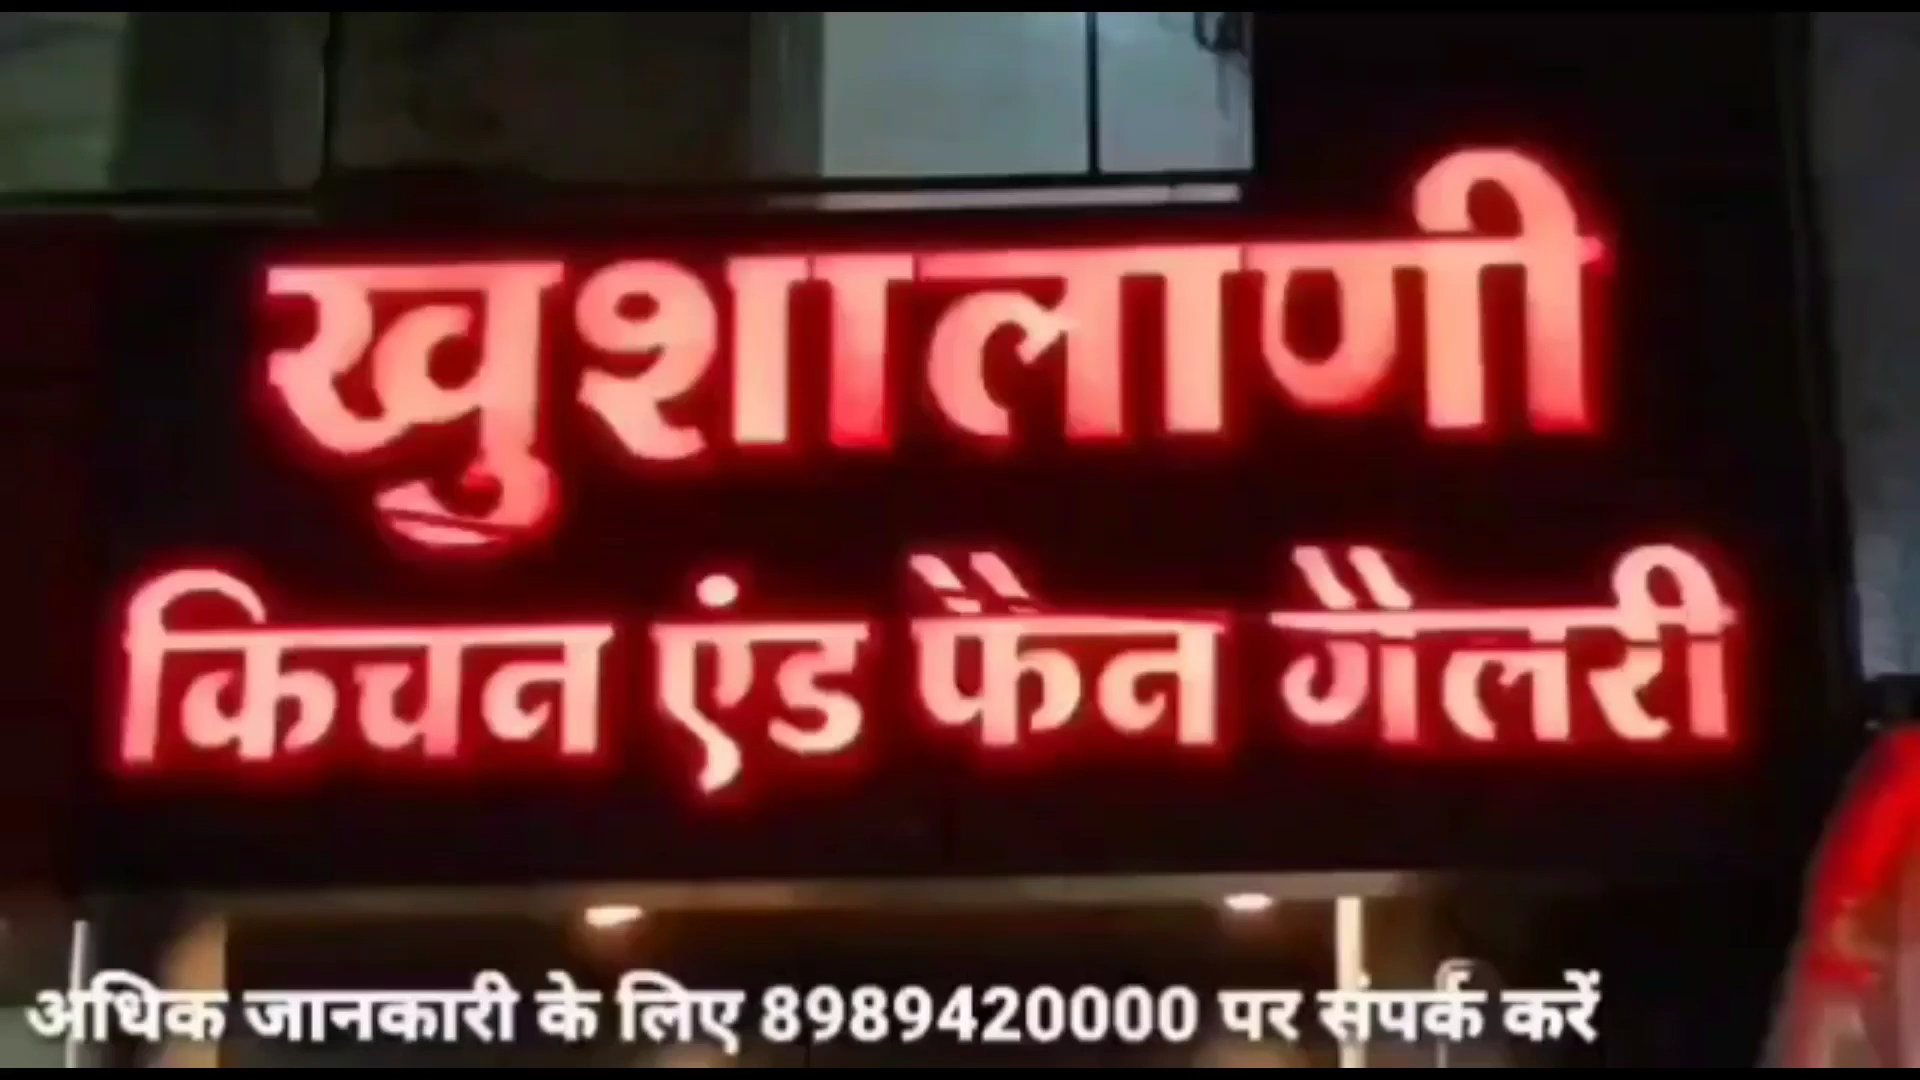 खुशालाणी
किचन एंड फैन गैलरी
अधिक जानकारी के लिए 8989420000 पर संपर्क करें